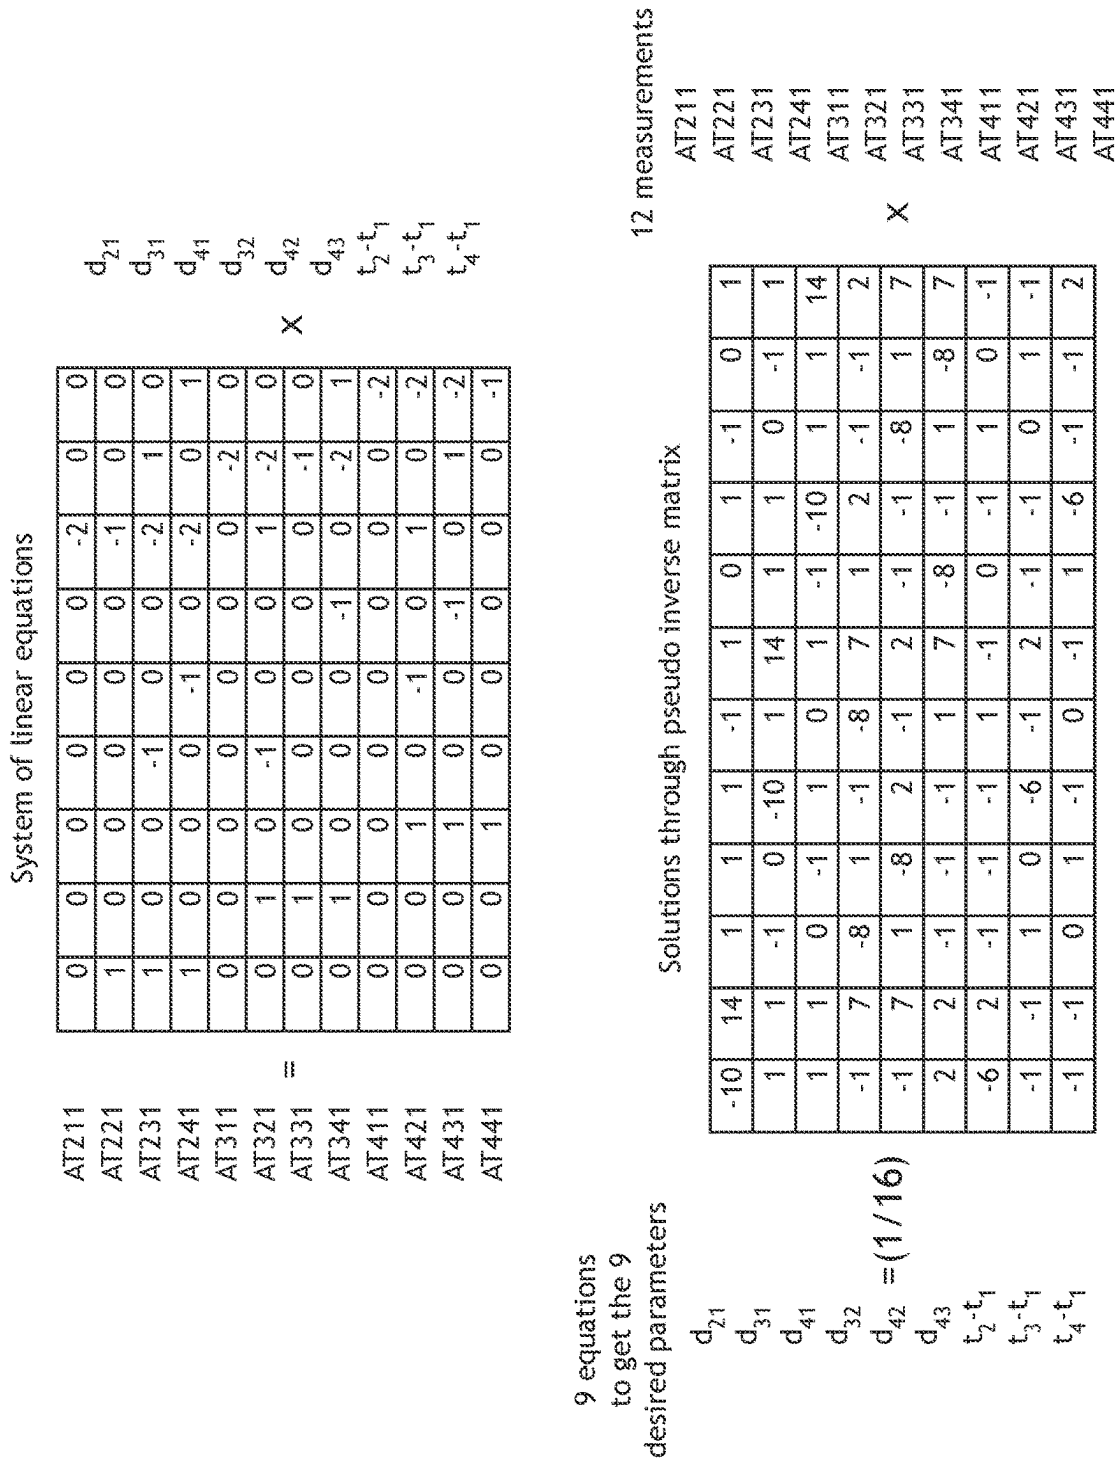 System of linear equations
AT211
AT221
AT231
AT241
AT311
AT321
AT331
AT341
AT411
AT421
AT431
AT441
=
0 0 0 0 0 0 -2 0 0
1 0 0 0 0 0 -1 0 0
1 0 0 -1 0 0 -2 1 0
1 0 0 0 -1 0 -2 0 1
0 0 0 0 0 0 0 -2 0
0 1 0 -1 0 0 1 -2 0
0 1 0 0 0 0 0 -1 0
0 1 0 0 0 -1 0 -2 1
0 0 0 0 0 0 0 0 -2
0 0 1 0 -1 0 1 0 -2
0 0 1 0 0 -1 0 1 -2
0 0 1 0 0 0 0 0 -1
X
d21
d31
d41
d32
d42
d43
t2-t1
t3-t1
t4-t1
9 equations
to get the 9
desired parameters
d21
d31
d41
d32
d42
d43
t2-t1
t3-t1
t4-t1
=(1/16)
Solutions through pseudo inverse matrix
-10 14 1 1 1 -1 1 0 1 -1 0 1
1 1 -1 0 -10 1 14 1 1 0 -1 1
1 1 0 -1 1 0 1 -1 -10 1 1 14
-1 7 -8 1 -1 -8 7 1 2 -1 -1 2
-1 7 1 -8 2 -1 2 -1 -1 -8 1 7
2 2 -1 -1 -1 1 7 -8 -1 1 -8 7
-6 2 -1 -1 -1 1 -1 0 -1 1 0 -1
-1 -1 1 0 -6 -1 2 -1 -1 0 1 -1
-1 -1 0 1 -1 0 -1 1 -6 -1 -1 2
X
12 measurements
AT211
AT221
AT231
AT241
AT311
AT321
AT331
AT341
AT411
AT421
AT431
AT441